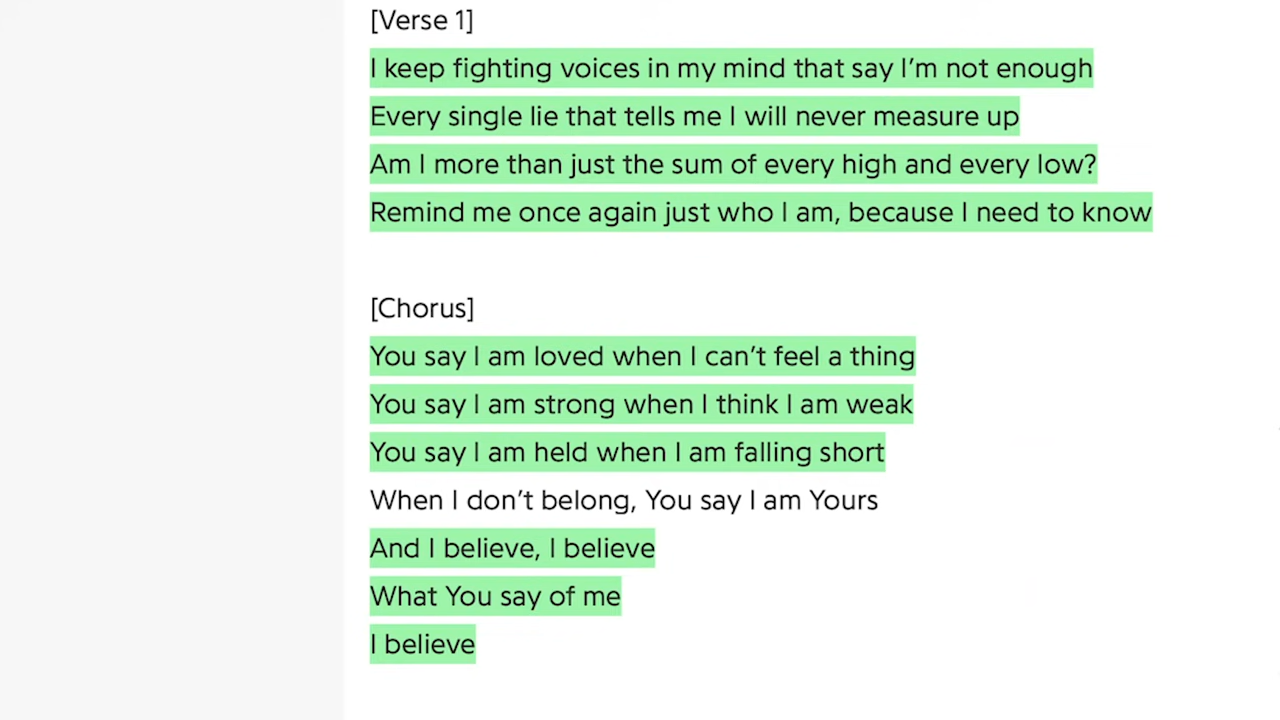 [Verse 1]
I keep fighting voices in my mind that say I’m not enough
Every single lie that tells me I will never measure up
Am I more than just the sum of every high and every low?
Remind me once again just who I am, because I need to know
[Chorus]
You say I am loved when I can’t feel a thing
You say I am strong when I think I am weak
You say I am held when I am falling short
When I don’t belong, You say I am Yours
And I believe, I believe
What You say of me
I believe